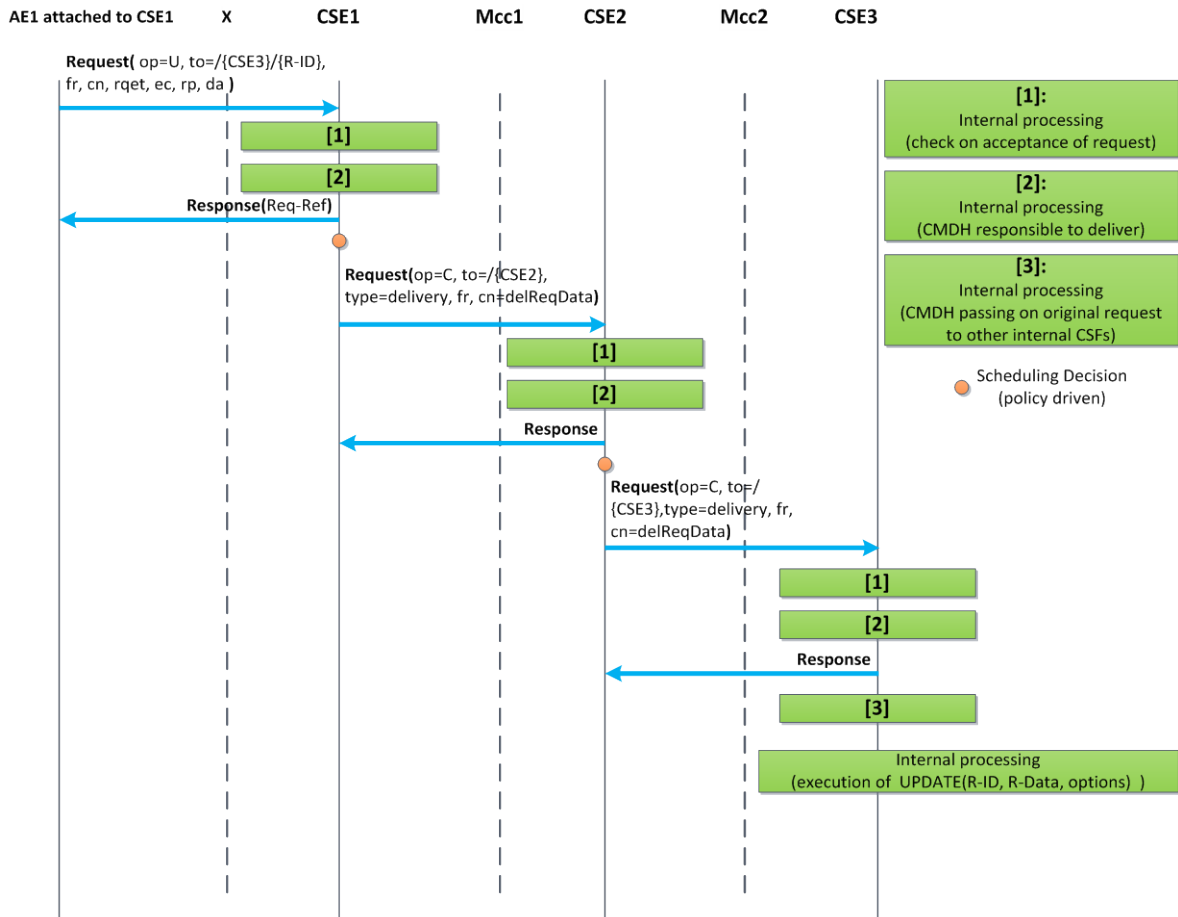 AE1 attached to CSE1 X CSE1 Mcc1 CSE2 Mcc2 CSE3
Request( op=U, to=/{CSE3}/{R-ID},
fr, cn, rqet, ec, rp, da )
[1]
[2]
Response(Req-Ref)
Request(op=C, to=/{CSE2},
type=delivery, fr, cn=delReqData)
[1]
[2]
Response
Request(op=C, to=/
{CSE3},type=delivery, fr,
cn=delReqData)
[1]
[2]
Response
[3]
Internal processing
(execution of UPDATE(R-ID, R-Data, options) )
[1]:
Internal processing
(check on acceptance of request)
[2]:
Internal processing
(CMDH responsible to deliver)
[3]:
Internal processing
(CMDH passing on original request
to other internal CSFs)
Scheduling Decision
(policy driven)